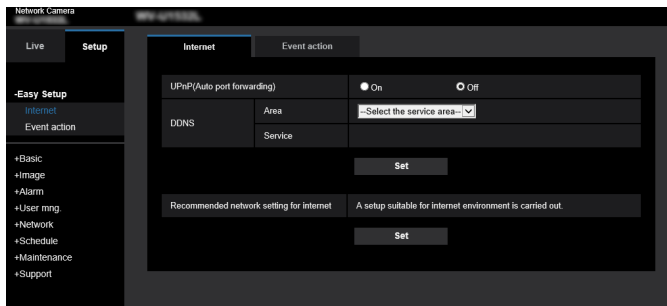 Network Camera
Live
Setup
Internet
Event action
UPnP(Auto port forwarding)
On
Off
-Easy Setup
Internet
Event action
DDNS
Area
--Select the service area--
Service
Set
+Basic
+Image
+Alarm
+User mng.
+Network
+Schedule
+Maintenance
+Support
Recommended network setting for internet
A setup suitable for internet environment is carried out.
Set